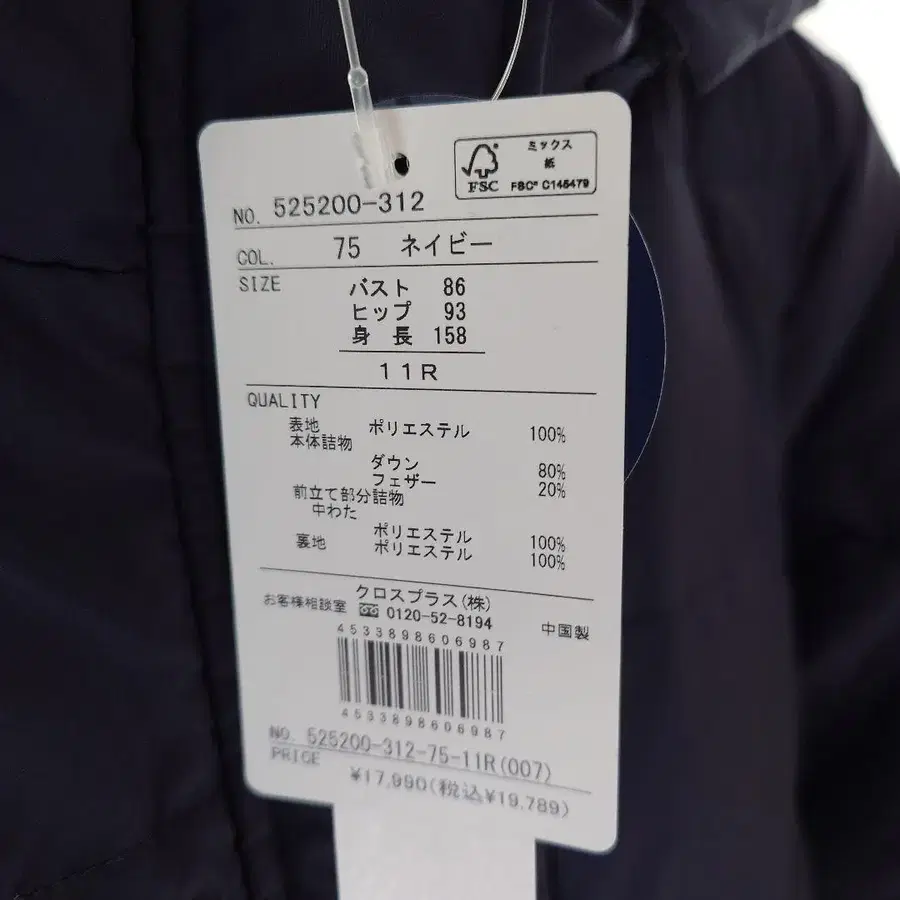 ミックス
紙
FSC
FSC® C145479
NO. 525200-312
COL. 75 ネイビー
SIZE バスト 86
ヒップ 93
身長 158
11R
QUALITY
表地 ポリエステル 100%
本体詰物
ダウン 80%
フェザー 20%
前立て部分詰物
中わた ポリエステル 100%
裏地 ポリエステル 100%
クロスプラス(株)
お客様相談室 0120-52-8194
中国製
4533898606987
4533898606987
NO. 525200-312-75-11R(007)
PRICE ¥17,990(税込¥19,789)